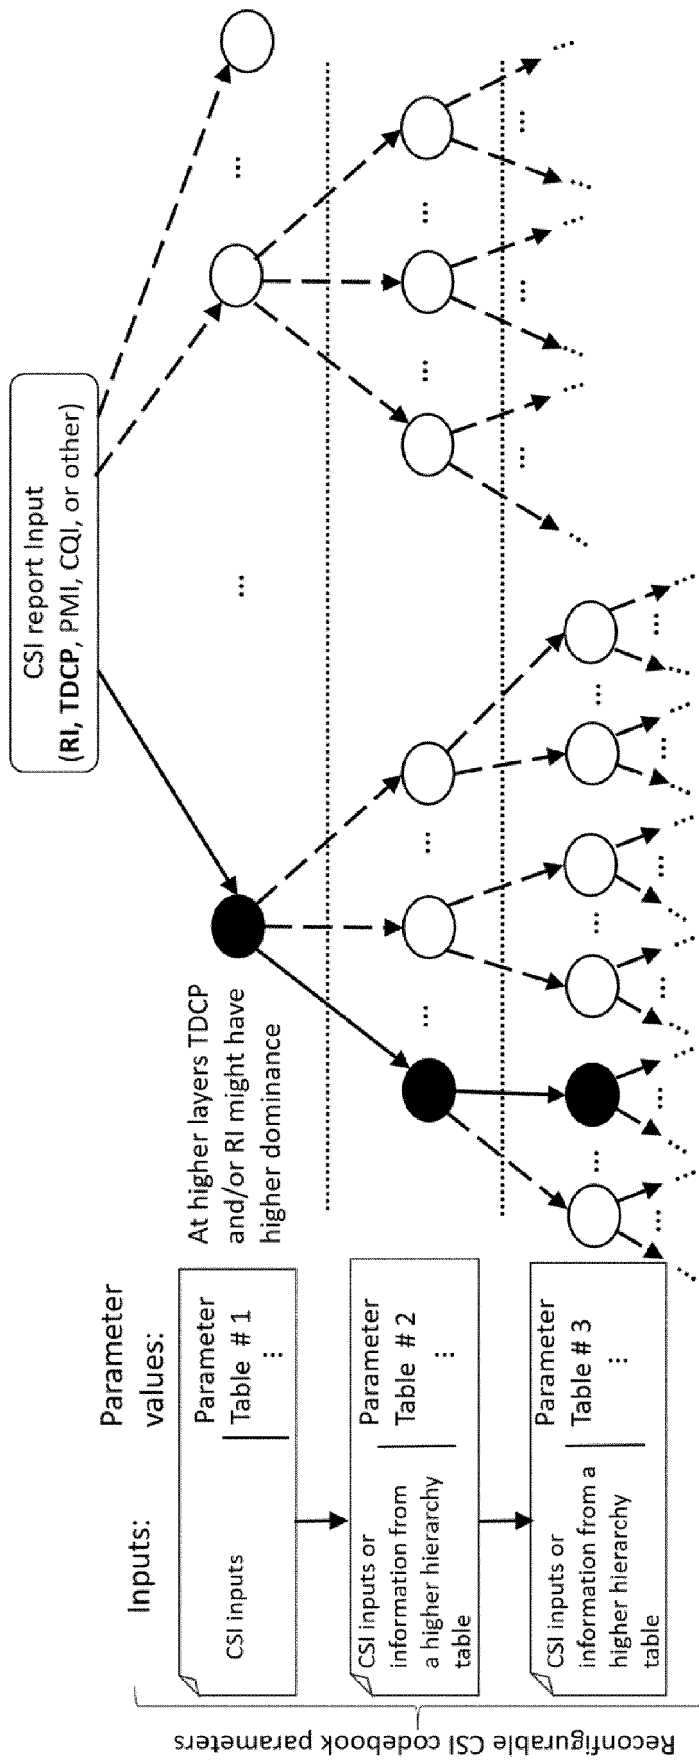 CSI report Input
(RI, TDCP, PMI, CQI, or other)
...
...
At higher layers TDCP
and/or RI might have
higher dominance
...
...
...
...
...
...
...
...
...
...
Inputs:
Parameter
values:
CSI inputs
Parameter
Table # 1
...
CSI inputs or
information from
a higher hierarchy
table
Parameter
Table # 2
...
CSI inputs or
information from a
higher hierarchy
table
Parameter
Table # 3
...
Reconfigurable CSI codebook parameters